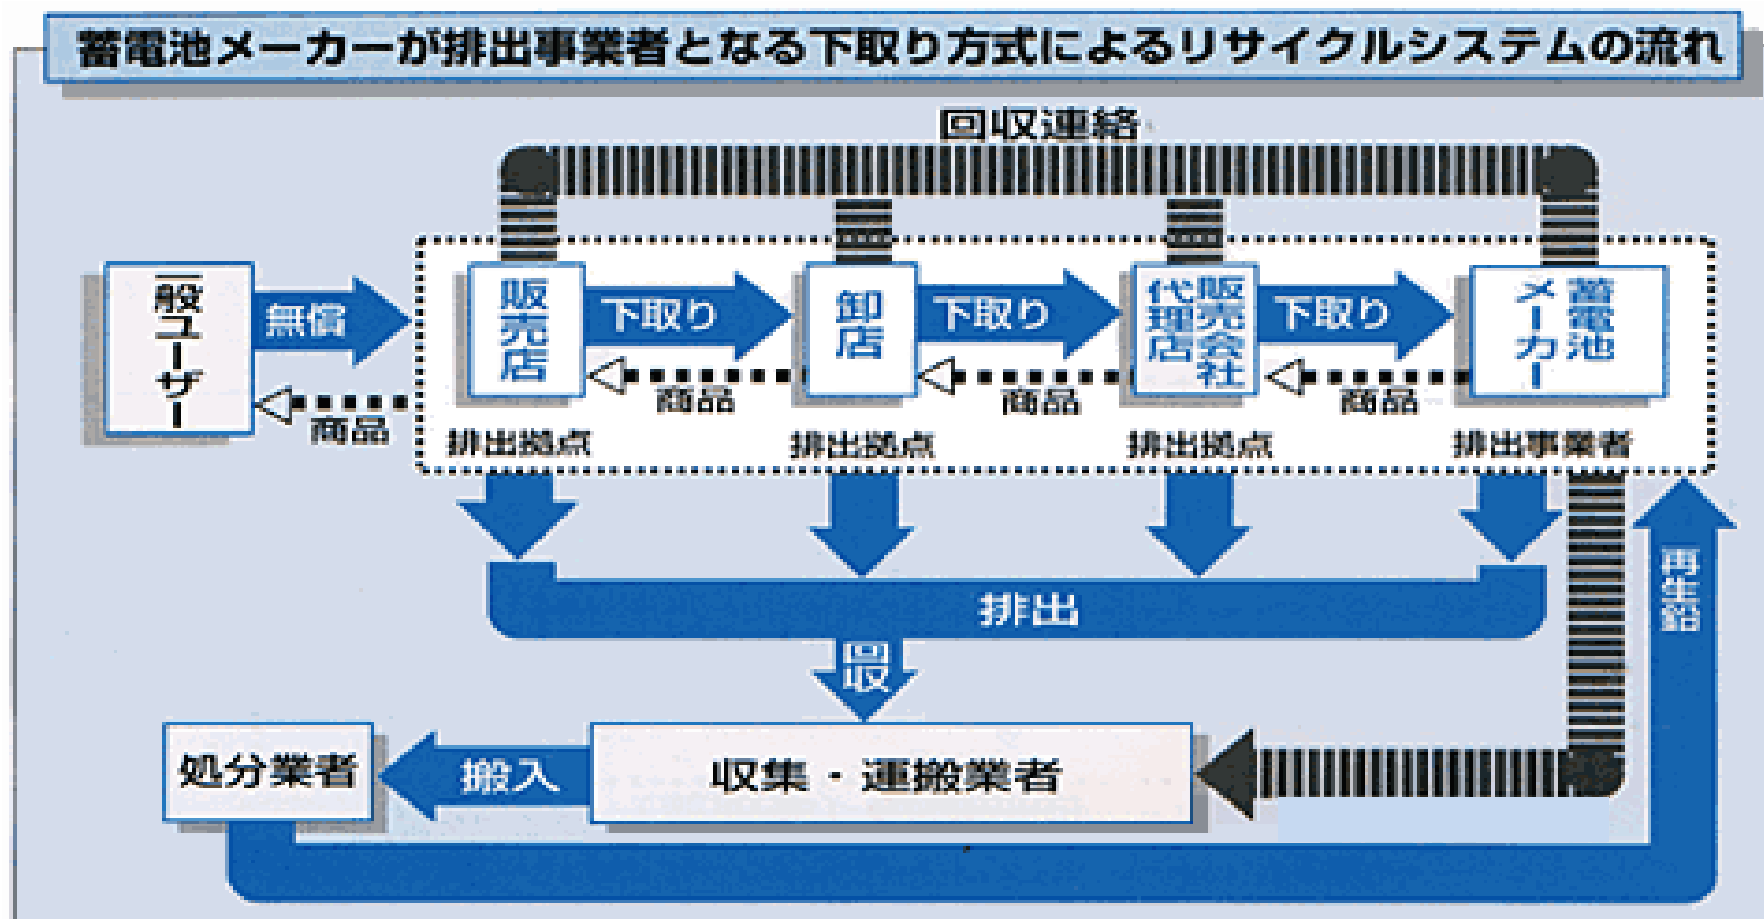 蓄電池メーカーが排出事業者となる下取り方式によるリサイクルシステムの流れ
回収連絡
一般ユーザー
無償
商品
販売店
下取り
商品
卸店
下取り
商品
販売会社
代理店
下取り
商品
蓄電池
メーカー
排出拠点
排出拠点
排出拠点
排出事業者
排出
再生鉛
回収
処分業者
搬入
収集・運搬業者